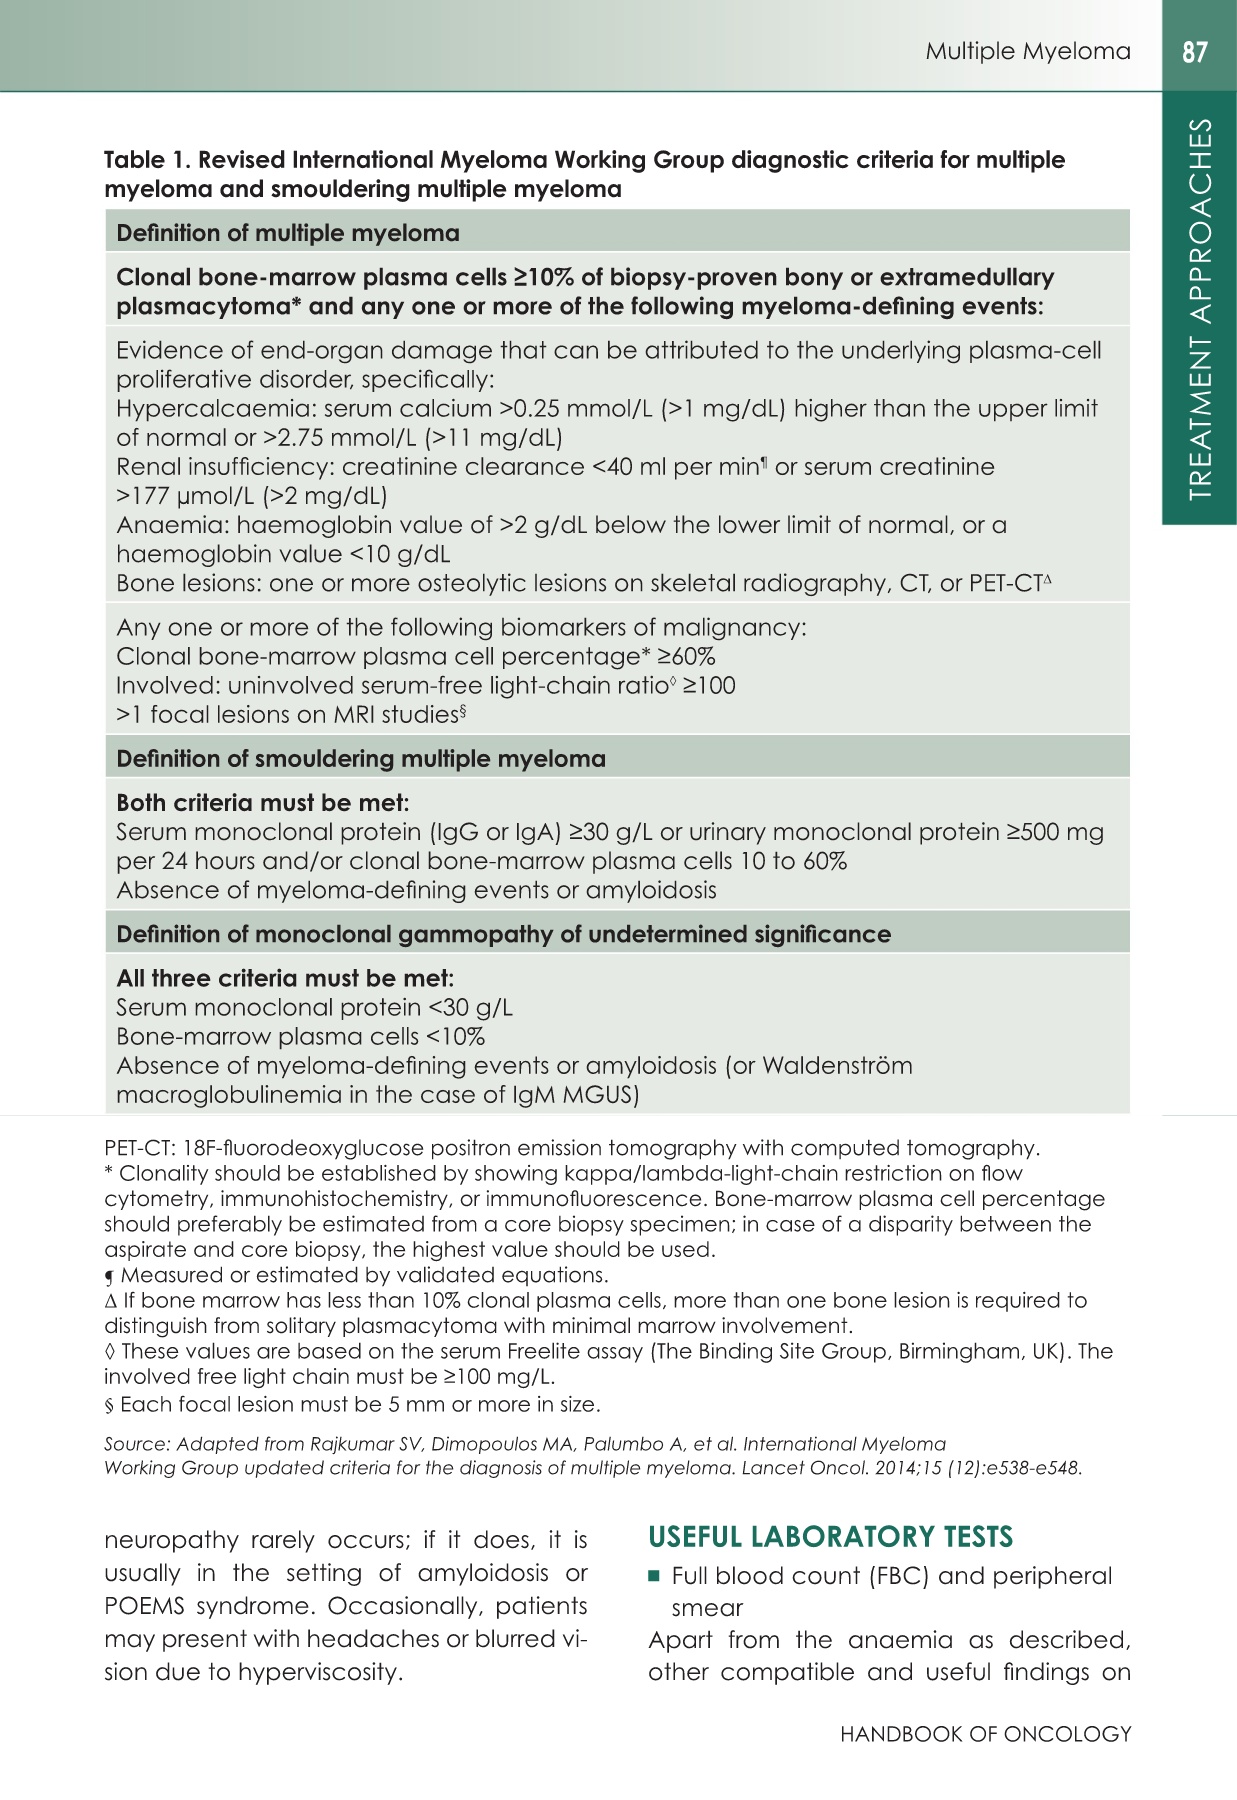 Multiple Myeloma
87
TREATMENT APPROACHES
Table 1. Revised International Myeloma Working Group diagnostic criteria for multiple
myeloma and smouldering multiple myeloma
Definition of multiple myeloma
Clonal bone-marrow plasma cells ≥10% of biopsy-proven bony or extramedullary
plasmacytoma* and any one or more of the following myeloma-defining events:
Evidence of end-organ damage that can be attributed to the underlying plasma-cell
proliferative disorder, specifically:
Hypercalcaemia: serum calcium >0.25 mmol/L (>1 mg/dL) higher than the upper limit
of normal or >2.75 mmol/L (>11 mg/dL)
Renal insufficiency: creatinine clearance <40 ml per min¶ or serum creatinine
>177 µmol/L (>2 mg/dL)
Anaemia: haemoglobin value of >2 g/dL below the lower limit of normal, or a
haemoglobin value <10 g/dL
Bone lesions: one or more osteolytic lesions on skeletal radiography, CT, or PET-CTΔ
Any one or more of the following biomarkers of malignancy:
Clonal bone-marrow plasma cell percentage* ≥60%
Involved: uninvolved serum-free light-chain ratio◊ ≥100
>1 focal lesions on MRI studies§
Definition of smouldering multiple myeloma
Both criteria must be met:
Serum monoclonal protein (IgG or IgA) ≥30 g/L or urinary monoclonal protein ≥500 mg
per 24 hours and/or clonal bone-marrow plasma cells 10 to 60%
Absence of myeloma-defining events or amyloidosis
Definition of monoclonal gammopathy of undetermined significance
All three criteria must be met:
Serum monoclonal protein <30 g/L
Bone-marrow plasma cells <10%
Absence of myeloma-defining events or amyloidosis (or Waldenström
macroglobulinemia in the case of IgM MGUS)
PET-CT: 18F-fluorodeoxyglucose positron emission tomography with computed tomography.
* Clonality should be established by showing kappa/lambda-light-chain restriction on flow
cytometry, immunohistochemistry, or immunofluorescence. Bone-marrow plasma cell percentage
should preferably be estimated from a core biopsy specimen; in case of a disparity between the
aspirate and core biopsy, the highest value should be used.
¶ Measured or estimated by validated equations.
Δ If bone marrow has less than 10% clonal plasma cells, more than one bone lesion is required to
distinguish from solitary plasmacytoma with minimal marrow involvement.
◊ These values are based on the serum Freelite assay (The Binding Site Group, Birmingham, UK). The
involved free light chain must be ≥100 mg/L.
§ Each focal lesion must be 5 mm or more in size.
Source: Adapted from Rajkumar SV, Dimopoulos MA, Palumbo A, et al. International Myeloma
Working Group updated criteria for the diagnosis of multiple myeloma. Lancet Oncol. 2014;15 (12):e538-e548.
neuropathy rarely occurs; if it does, it is
usually in the setting of amyloidosis or
POEMS syndrome. Occasionally, patients
may present with headaches or blurred vi-
sion due to hyperviscosity.
USEFUL LABORATORY TESTS
■ Full blood count (FBC) and peripheral
smear
Apart from the anaemia as described,
other compatible and useful findings on
HANDBOOK OF ONCOLOGY